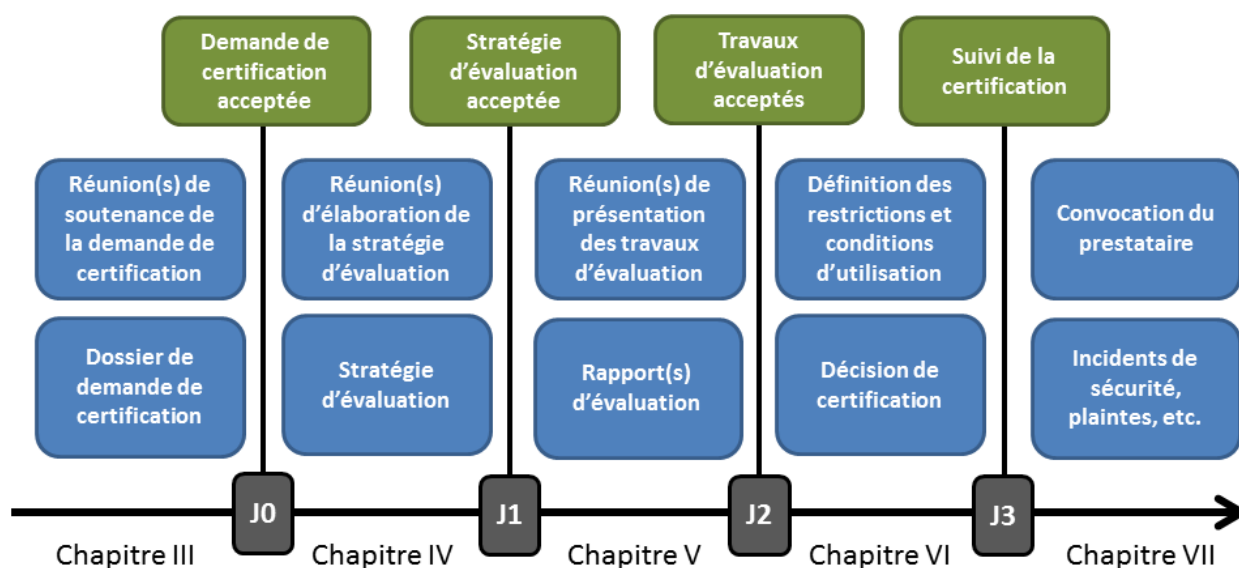 Demande de
certification
acceptée
Stratégie
d'évaluation
acceptée
Travaux
d'évaluation
acceptés
Suivi de la
certification
Réunion(s) de
soutenance de
la demande de
certification
Réunion(s)
d'élaboration de
la stratégie
d'évaluation
Réunion(s) de
présentation
des travaux
d'évaluation
Définition des
restrictions et
conditions
d'utilisation
Convocation du
prestataire
Dossier de
demande de
certification
Stratégie
d'évaluation
Rapport(s)
d'évaluation
Décision de
certification
Incidents de
sécurité,
plaintes, etc.
J0
J1
J2
J3
Chapitre III
Chapitre IV
Chapitre V
Chapitre VI
Chapitre VII